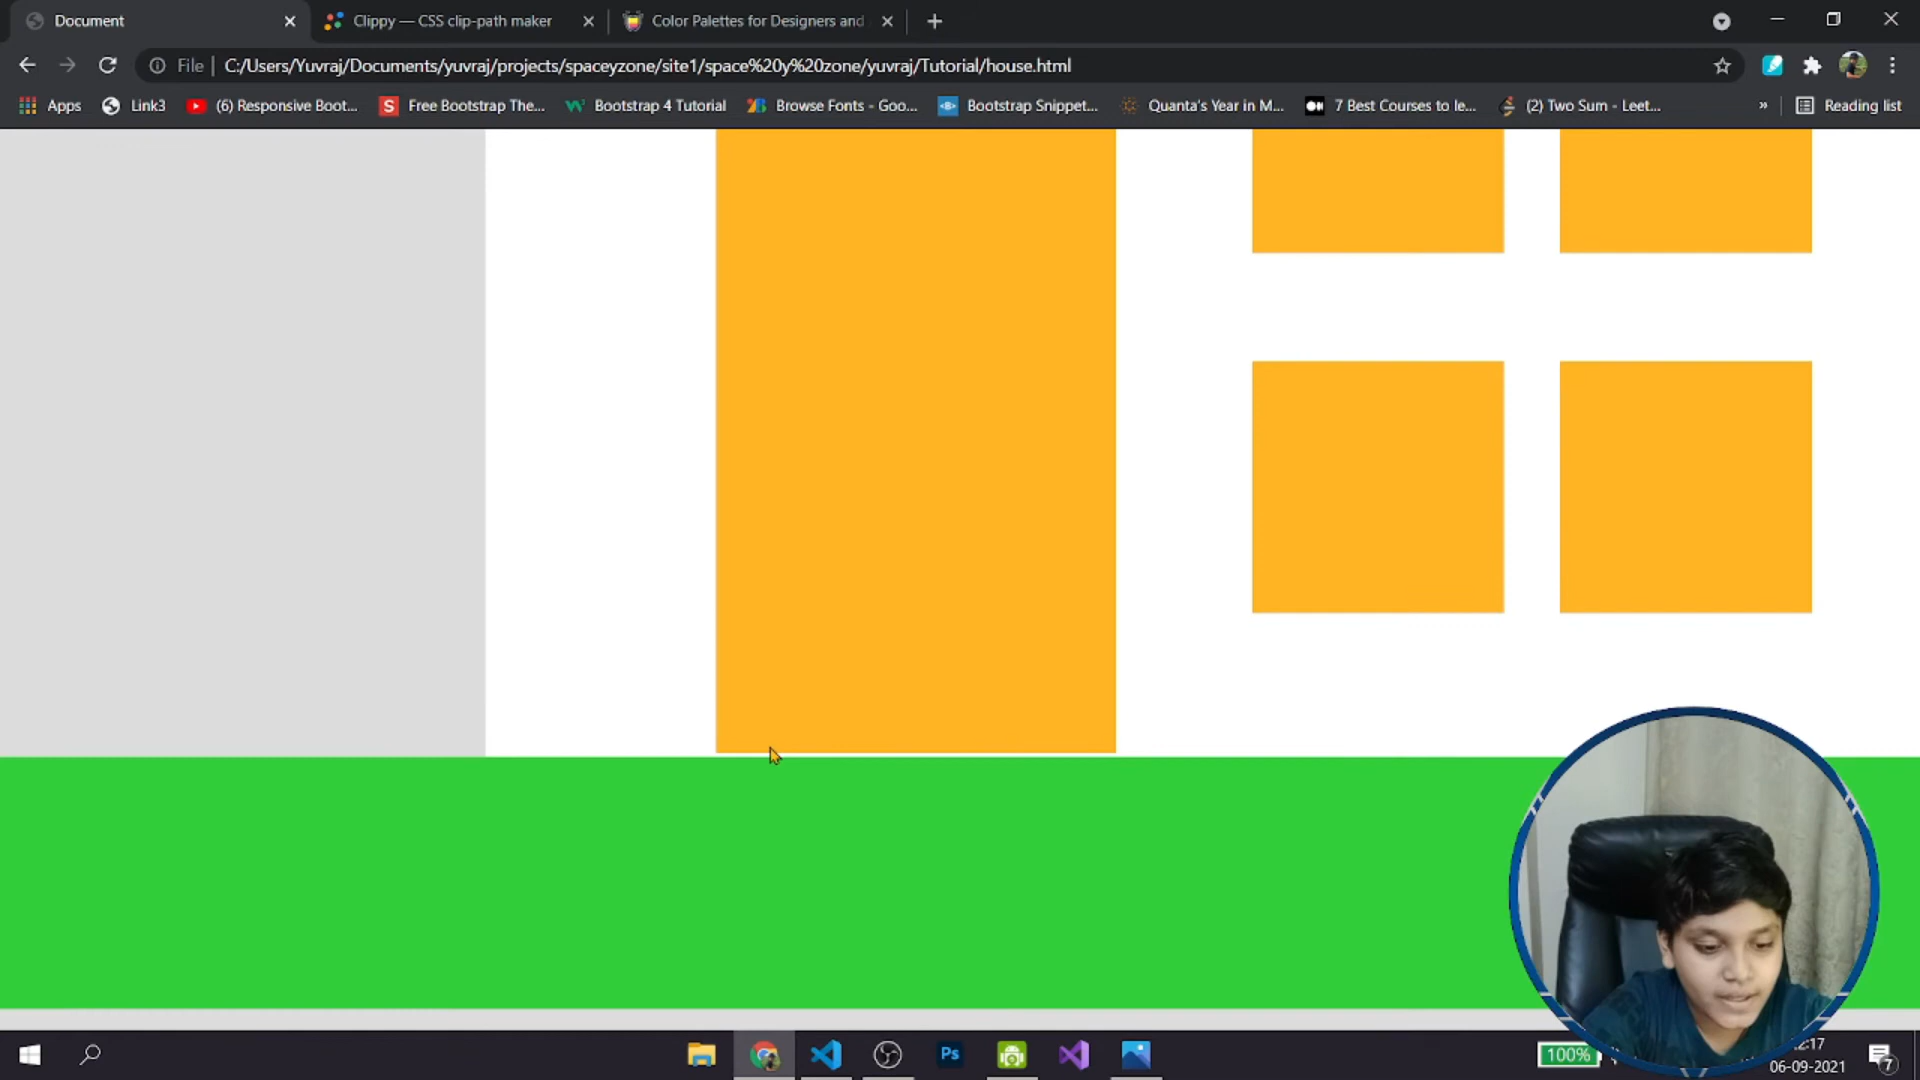 Document
Clippy — CSS clip-path maker
Color Palettes for Designers and
File
C:/Users/Yuvraj/Documents/yuvraj/projects/spaceyzone/site1/space%20y%20zone/yuvraj/Tutorial/house.html
Apps
Link3
(6) Responsive Boot...
Free Bootstrap The...
Bootstrap 4 Tutorial
Browse Fonts - Goo...
Bootstrap Snippet...
Quanta's Year in M...
7 Best Courses to le...
(2) Two Sum - Leet...
»
Reading list
Ps
100%
06-09-2021
7